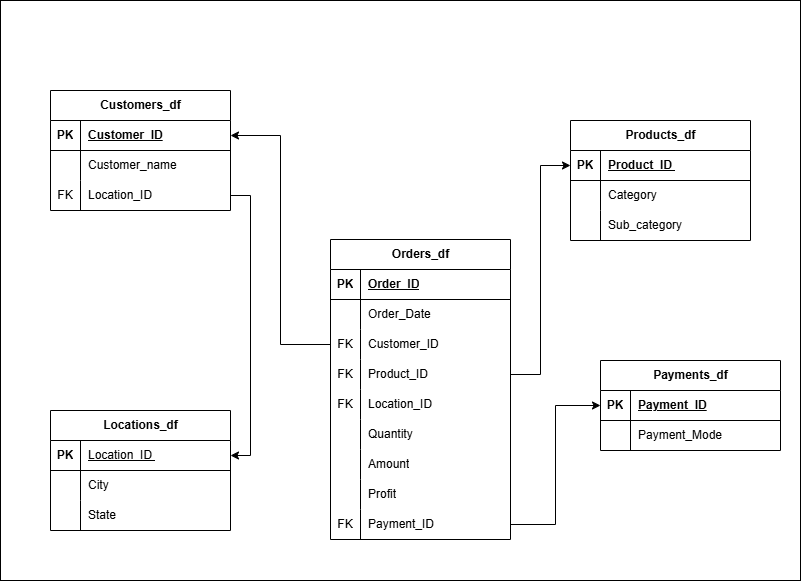 Customers_df
PK Customer_ID
Customer_name
FK Location_ID
Products_df
PK Product_ID
Category
Sub_category
Orders_df
PK Order_ID
Order_Date
FK Customer_ID
FK Product_ID
FK Location_ID
Quantity
Amount
Profit
FK Payment_ID
Payments_df
PK Payment_ID
Payment_Mode
Locations_df
PK Location_ID
City
State